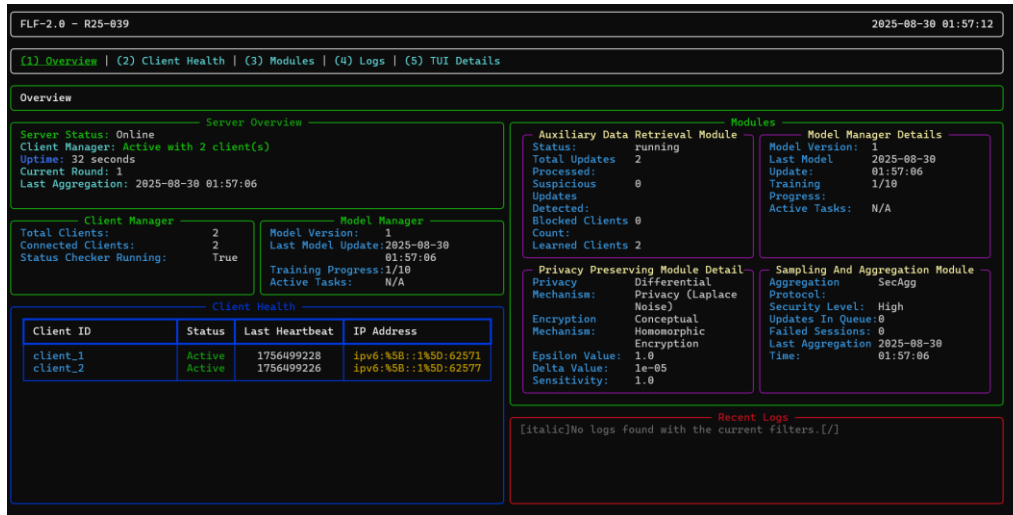 FLF-2.0 - R25-039 2025-08-30 01:57:12
(1) Overview | (2) Client Health | (3) Modules | (4) Logs | (5) TUI Details
Overview
Server Overview
Server Status: Online
Client Manager: Active with 2 client(s)
Uptime: 32 seconds
Current Round: 1
Last Aggregation: 2025-08-30 01:57:06
Client Manager
Total Clients: 2
Connected Clients: 2
Status Checker Running: True
Model Manager
Model Version: 1
Last Model Update:2025-08-30
01:57:06
Training Progress:1/10
Active Tasks: N/A
Client Health
Client ID Status Last Heartbeat IP Address
client_1 Active 1756499228 ipv6:%5B::1%5D:62571
client_2 Active 1756499226 ipv6:%5B::1%5D:62577
Modules
Auxiliary Data Retrieval Module
Status: running
Total Updates 2
Processed:
Suspicious 0
Updates
Detected:
Blocked Clients 0
Count:
Learned Clients 2
Model Manager Details
Model Version: 1
Last Model 2025-08-30
Update: 01:57:06
Training 1/10
Progress:
Active Tasks: N/A
Privacy Preserving Module Detail
Privacy Differential
Mechanism: Privacy (Laplace
Noise)
Encryption Conceptual
Mechanism: Homomorphic
Encryption
Epsilon Value: 1.0
Delta Value: 1e-05
Sensitivity: 1.0
Sampling And Aggregation Module
Aggregation SecAgg
Protocol:
Security Level: High
Updates In Queue:0
Failed Sessions: 0
Last Aggregation 2025-08-30
Time: 01:57:06
Recent Logs
[italic]No logs found with the current filters.[/]